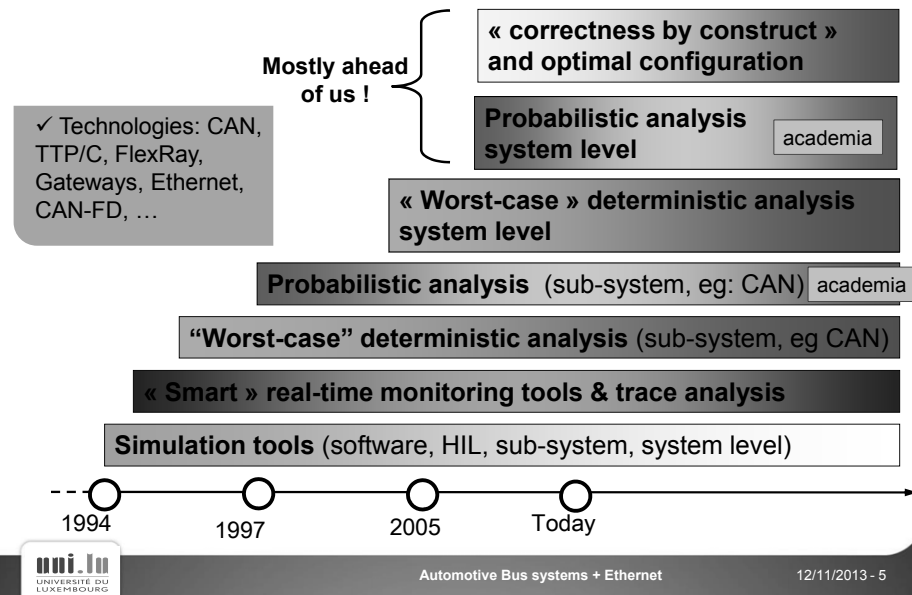 « correctness by construct »
and optimal configuration
Mostly ahead
of us !
✓ Technologies: CAN,
TTP/C, FlexRay,
Gateways, Ethernet,
CAN-FD, …
Probabilistic analysis
system level
academia
« Worst-case » deterministic analysis
system level
Probabilistic analysis (sub-system, eg: CAN)
academia
“Worst-case” deterministic analysis (sub-system, eg CAN)
« Smart » real-time monitoring tools & trace analysis
Simulation tools (software, HIL, sub-system, system level)
1994
1997
2005
Today
uni.lu
UNIVERSITÉ DU
LUXEMBOURG
Automotive Bus systems + Ethernet
12/11/2013 - 5